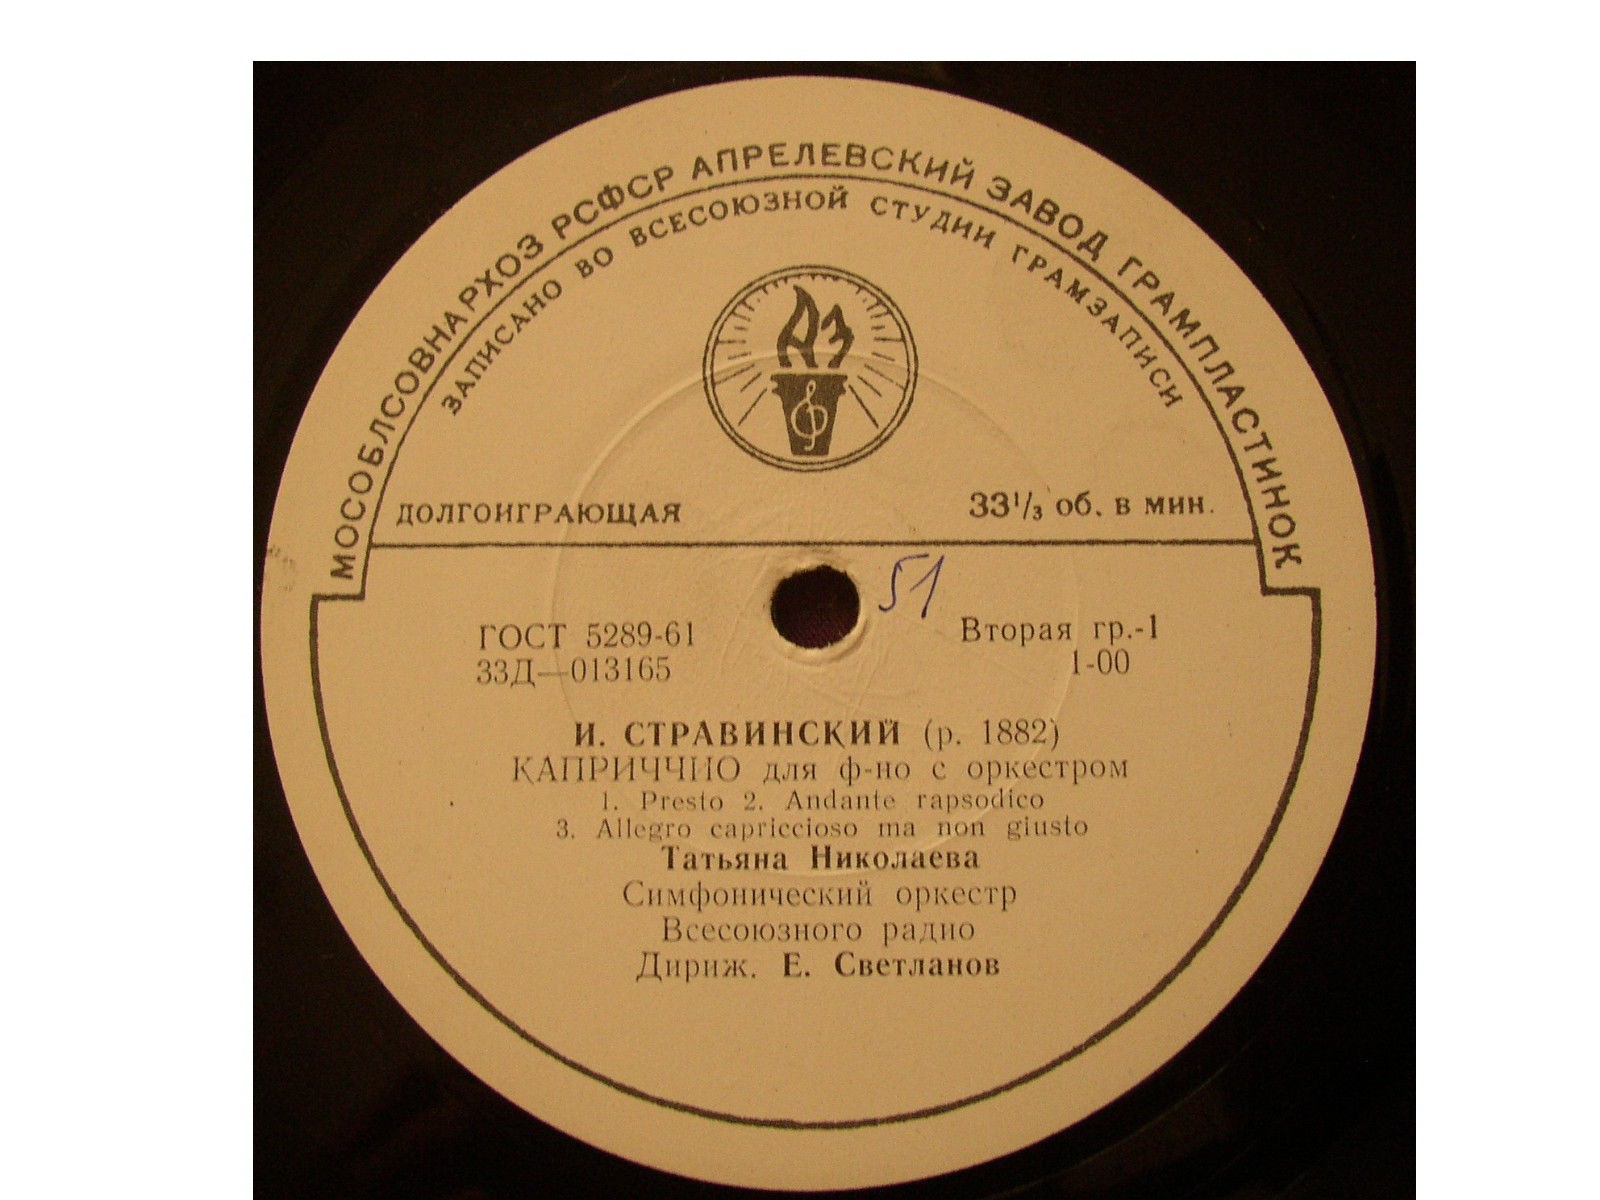 МОСОБЛСОВНАРХОЗ РСФСР АПРЕЛЕВСКИЙ ЗАВОД ГРАМПЛАСТИНОК
ЗАПИСАНО ВО ВСЕСОЮЗНОЙ СТУДИИ ГРАМЗАПИСИ
АЗ
ДОЛГОИГРАЮЩАЯ 33⅓ об. в мин.
51
ГОСТ 5289-61 Вторая гр.-1
33Д—013165 1-00
И. СТРАВИНСКИЙ (р. 1882)
КАПРИЧЧИО для ф-но с оркестром
1. Presto 2. Andante rapsodico
3. Allegro capriccioso ma non giusto
Татьяна Николаева
Симфонический оркестр
Всесоюзного радио
Дириж. Е. Светланов